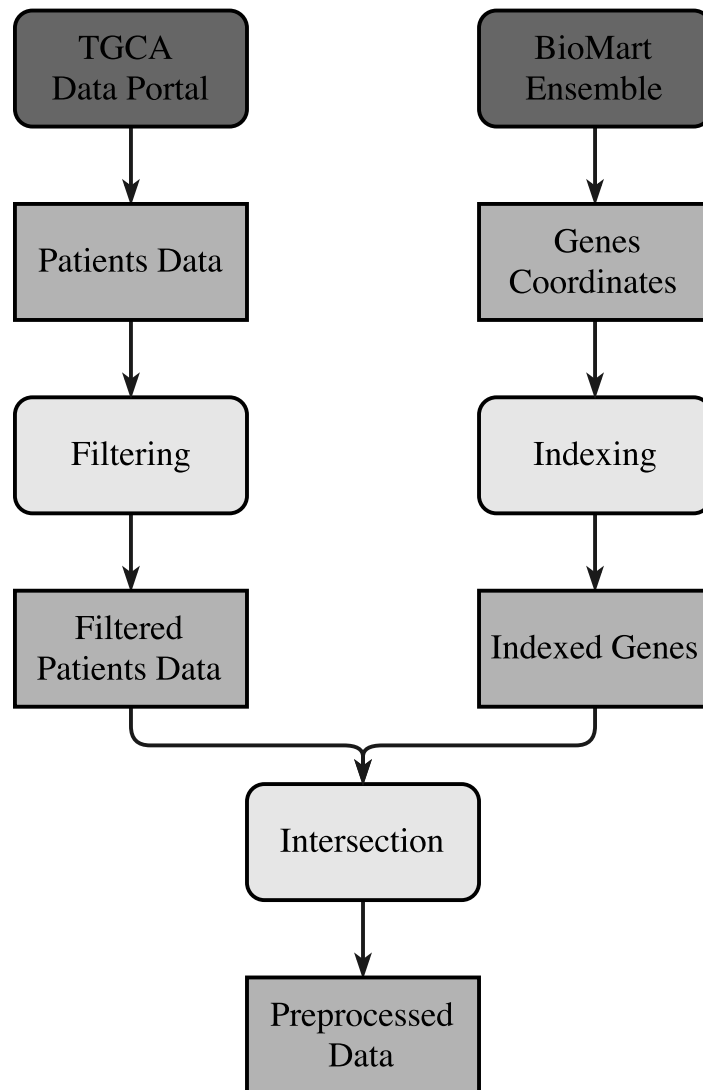 TGCA
Data Portal
BioMart
Ensemble
Patients Data
Genes
Coordinates
Filtering
Indexing
Filtered
Patients Data
Indexed Genes
Intersection
Preprocessed
Data